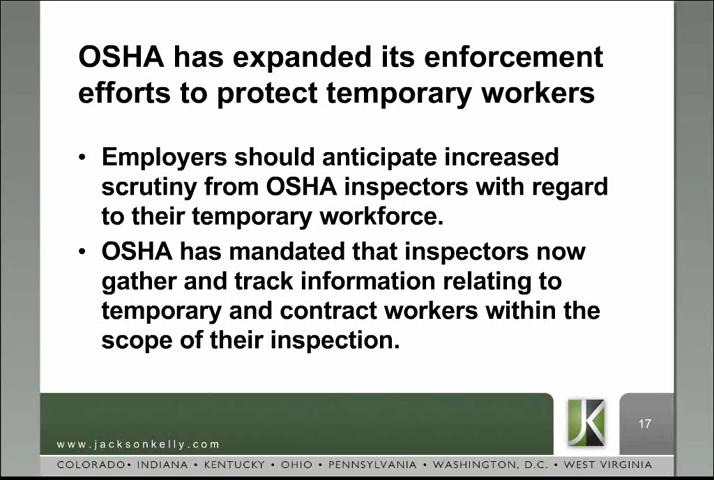 OSHA has expanded its enforcement
efforts to protect temporary workers
• Employers should anticipate increased
scrutiny from OSHA inspectors with regard
to their temporary workforce.
• OSHA has mandated that inspectors now
gather and track information relating to
temporary and contract workers within the
scope of their inspection.
JK
17
www.jacksonkelly.com
COLORADO • INDIANA • KENTUCKY • OHIO • PENNSYLVANIA • WASHINGTON, D.C. • WEST VIRGINIA